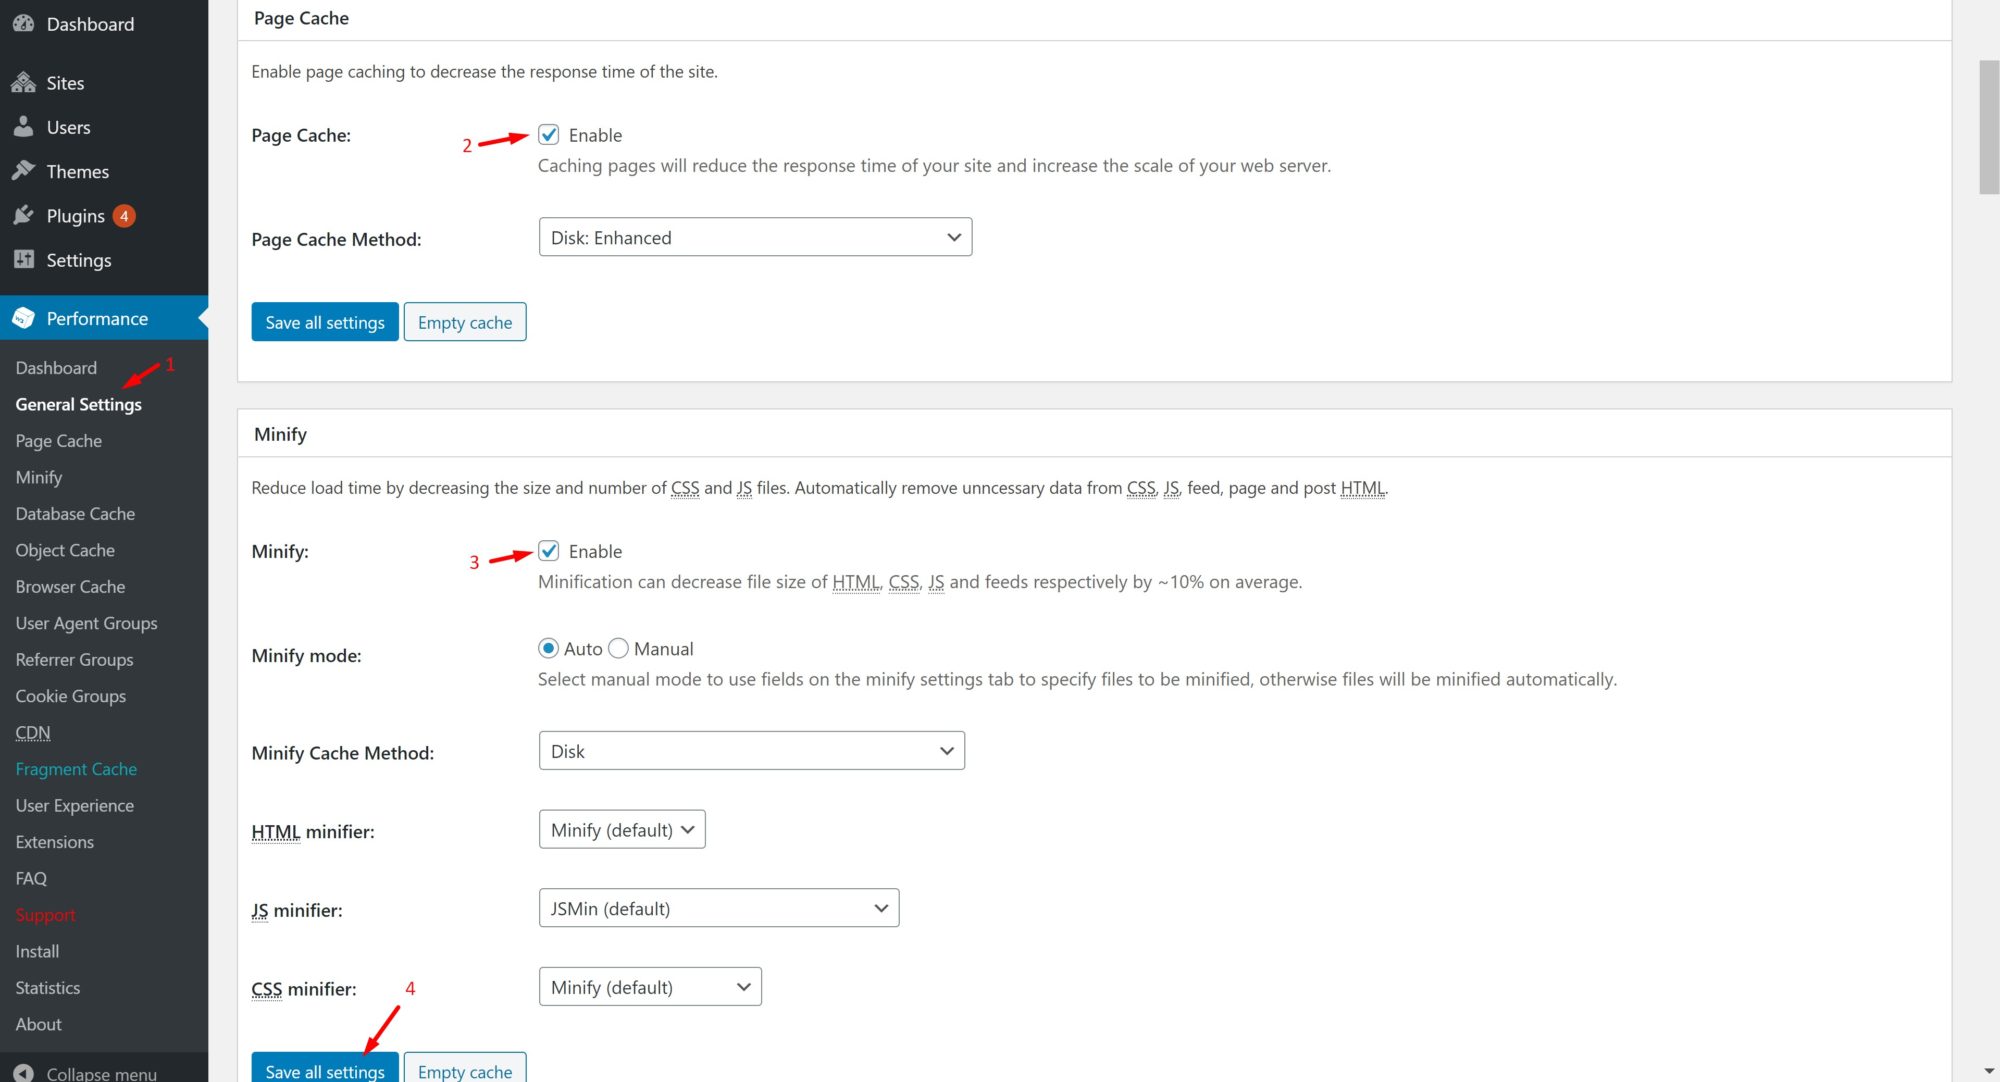 Dashboard
Sites
Users
Themes
Plugins 4
Settings
Performance
Dashboard
1
General Settings
Page Cache
Minify
Database Cache
Object Cache
Browser Cache
User Agent Groups
Referrer Groups
Cookie Groups
CDN
Fragment Cache
User Experience
Extensions
FAQ
Support
Install
Statistics
About
Collapse menu
Page Cache
Enable page caching to decrease the response time of the site.
Page Cache: 2 Enable
Caching pages will reduce the response time of your site and increase the scale of your web server.
Page Cache Method: Disk: Enhanced
Save all settings Empty cache
Minify
Reduce load time by decreasing the size and number of CSS and JS files. Automatically remove unncessary data from CSS, JS, feed, page and post HTML.
Minify: 3 Enable
Minification can decrease file size of HTML, CSS, JS and feeds respectively by ~10% on average.
Minify mode: Auto Manual
Select manual mode to use fields on the minify settings tab to specify files to be minified, otherwise files will be minified automatically.
Minify Cache Method: Disk
HTML minifier: Minify (default)
JS minifier: JSMin (default)
CSS minifier: Minify (default)
4
Save all settings Empty cache